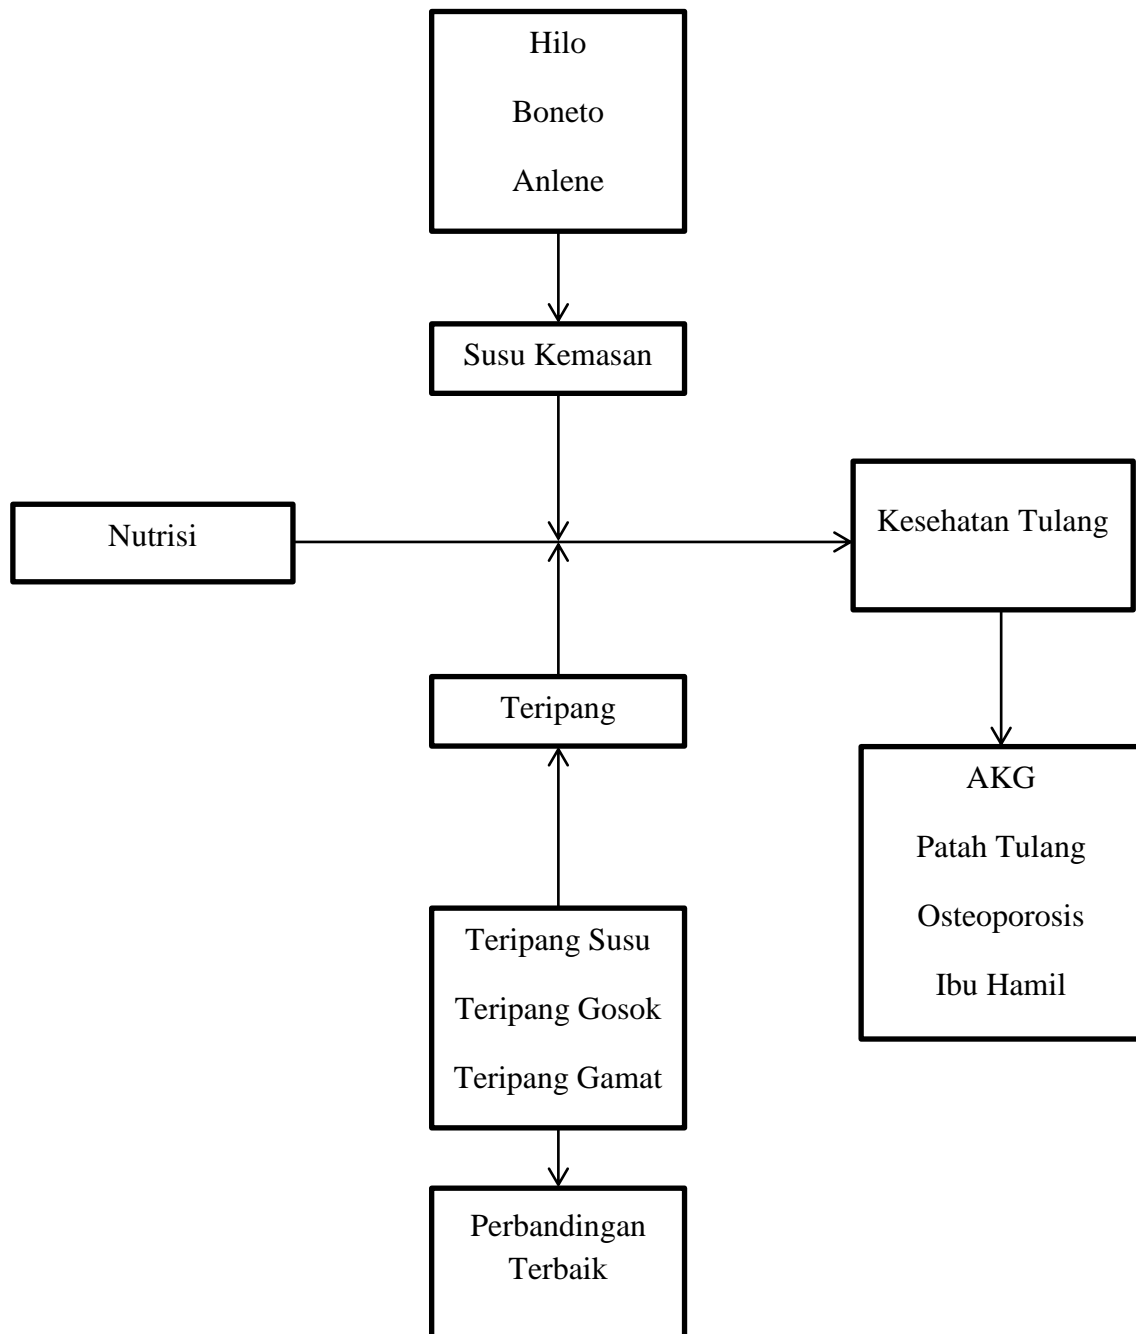 Hilo
Boneto
Anlene
Susu Kemasan
Nutrisi
Kesehatan Tulang
Teripang
AKG
Patah Tulang
Osteoporosis
Ibu Hamil
Teripang Susu
Teripang Gosok
Teripang Gamat
Perbandingan
Terbaik